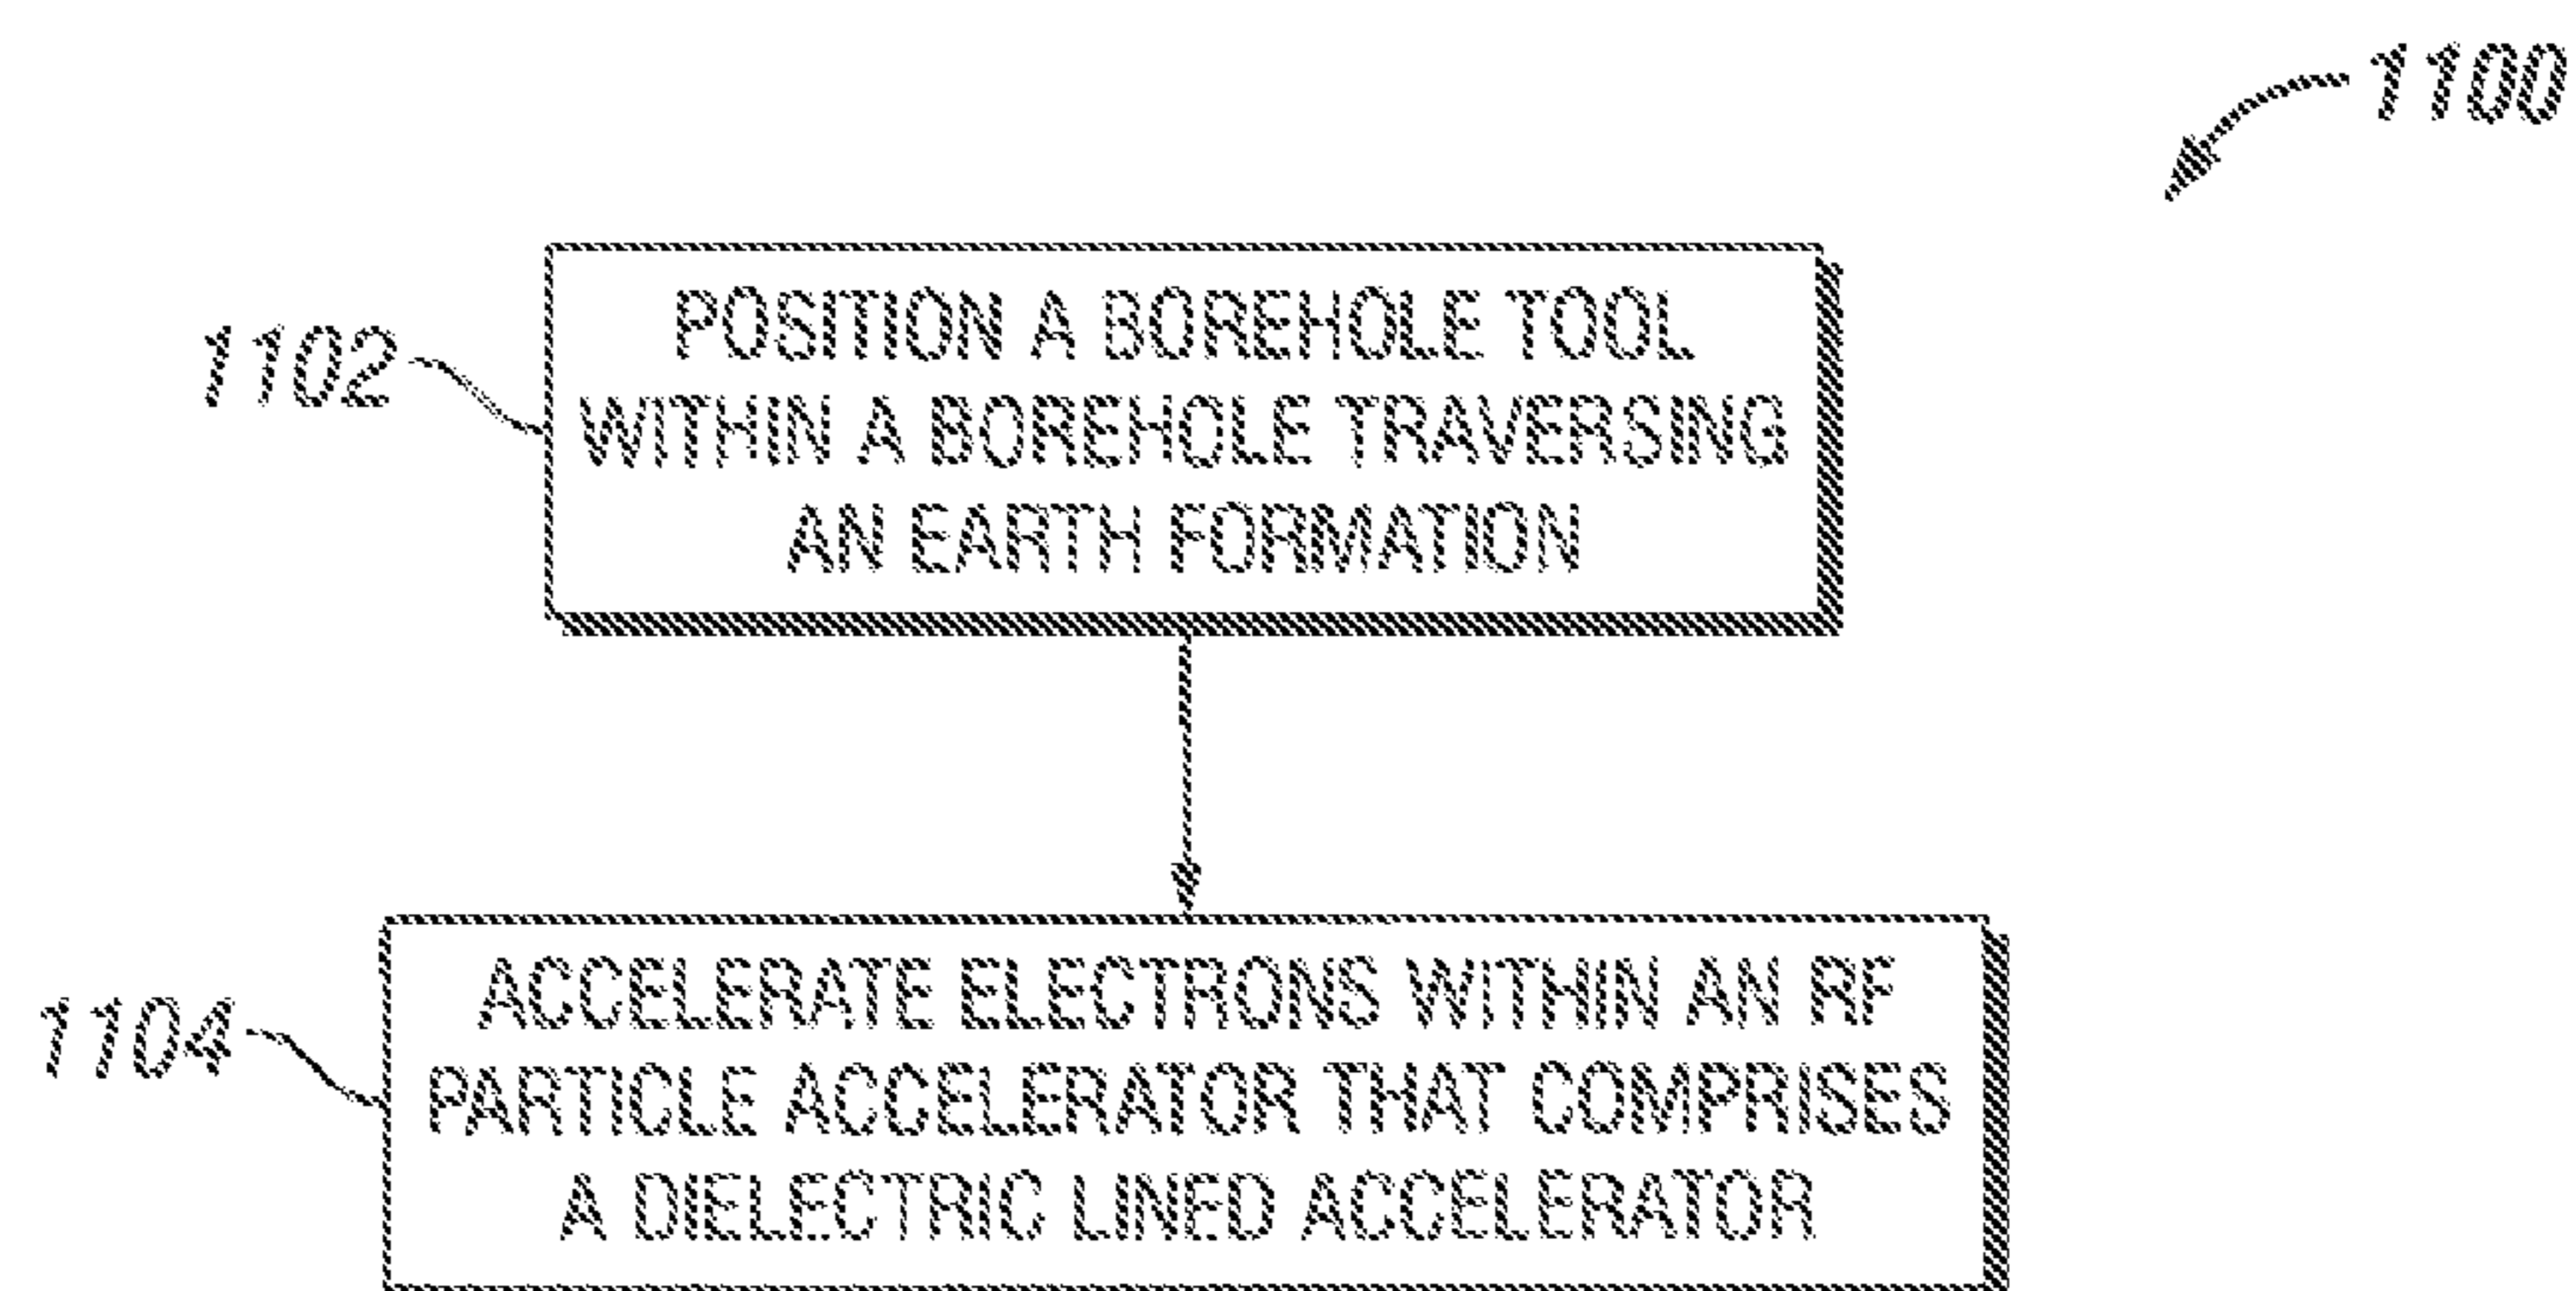 1100
1102
POSITION A BOREHOLE TOOL
WITHIN A BOREHOLE TRAVERSING
AN EARTH FORMATION
1104
ACCELERATE ELECTRONS WITHIN AN RF
PARTICLE ACCELERATOR THAT COMPRISES
A DIELECTRIC LINED ACCELERATOR